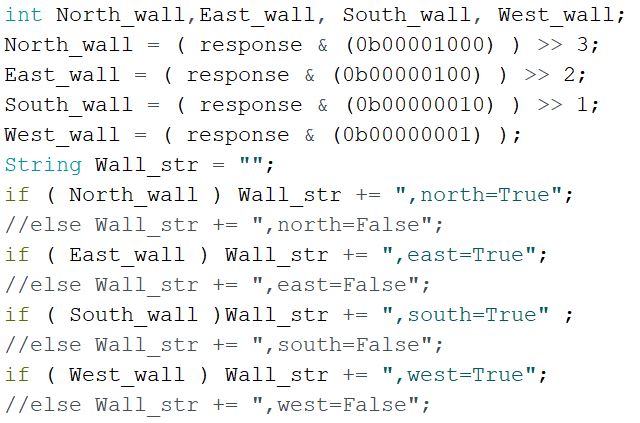 int North_wall,East_wall, South_wall, West_wall;
North_wall = ( response & (0b00001000) ) >> 3;
East_wall = ( response & (0b00000100) ) >> 2;
South_wall = ( response & (0b00000010) ) >> 1;
West_wall = ( response & (0b00000001) );
String Wall_str = "";
if ( North_wall ) Wall_str += ",north=True";
//else Wall_str += ",north=False";
if ( East_wall ) Wall_str += ",east=True";
//else Wall_str += ",east=False";
if ( South_wall )Wall_str += ",south=True" ;
//else Wall_str += ",south=False";
if ( West_wall ) Wall_str += ",west=True";
//else Wall_str += ",west=False";